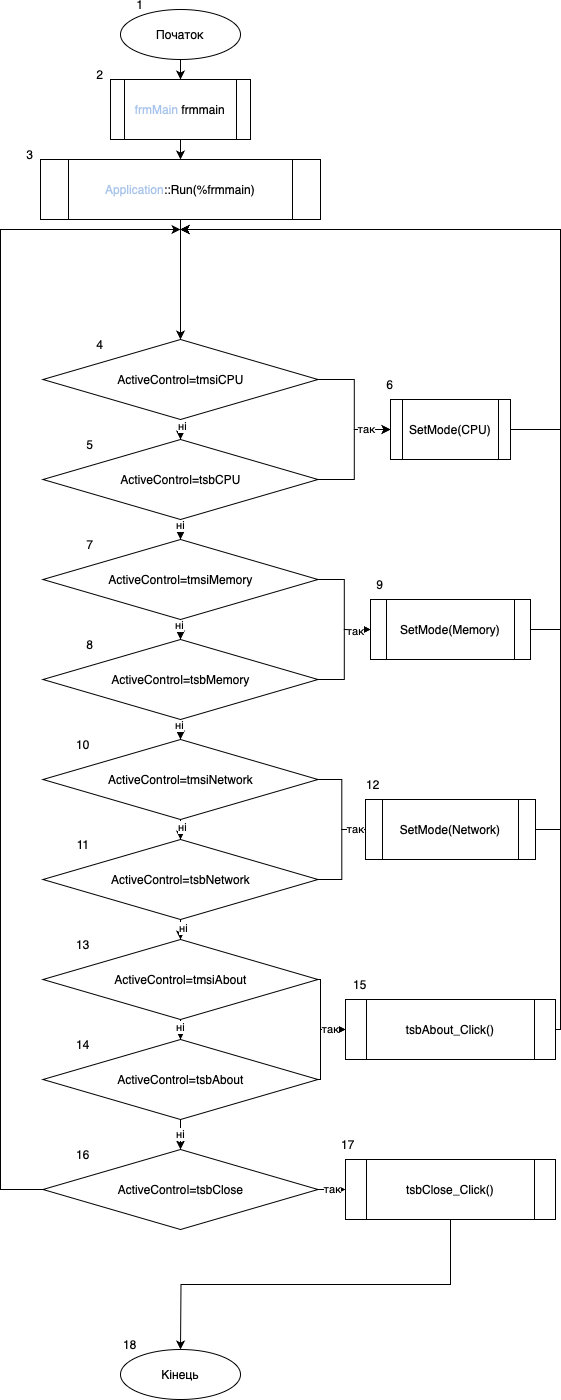 1
Початок
2
frmMain frmmain
3
Application::Run(%frmmain)
4
ActiveControl=tmsiCPU
ні
так
6
SetMode(CPU)
5
ActiveControl=tsbCPU
ні
7
ActiveControl=tmsiMemory
ні
так
9
SetMode(Memory)
8
ActiveControl=tsbMemory
ні
10
ActiveControl=tmsiNetwork
ні
так
12
SetMode(Network)
11
ActiveControl=tsbNetwork
ні
13
ActiveControl=tmsiAbout
ні
так
15
tsbAbout_Click()
14
ActiveControl=tsbAbout
ні
16
ActiveControl=tsbClose
так
17
tsbClose_Click()
18
Кінець